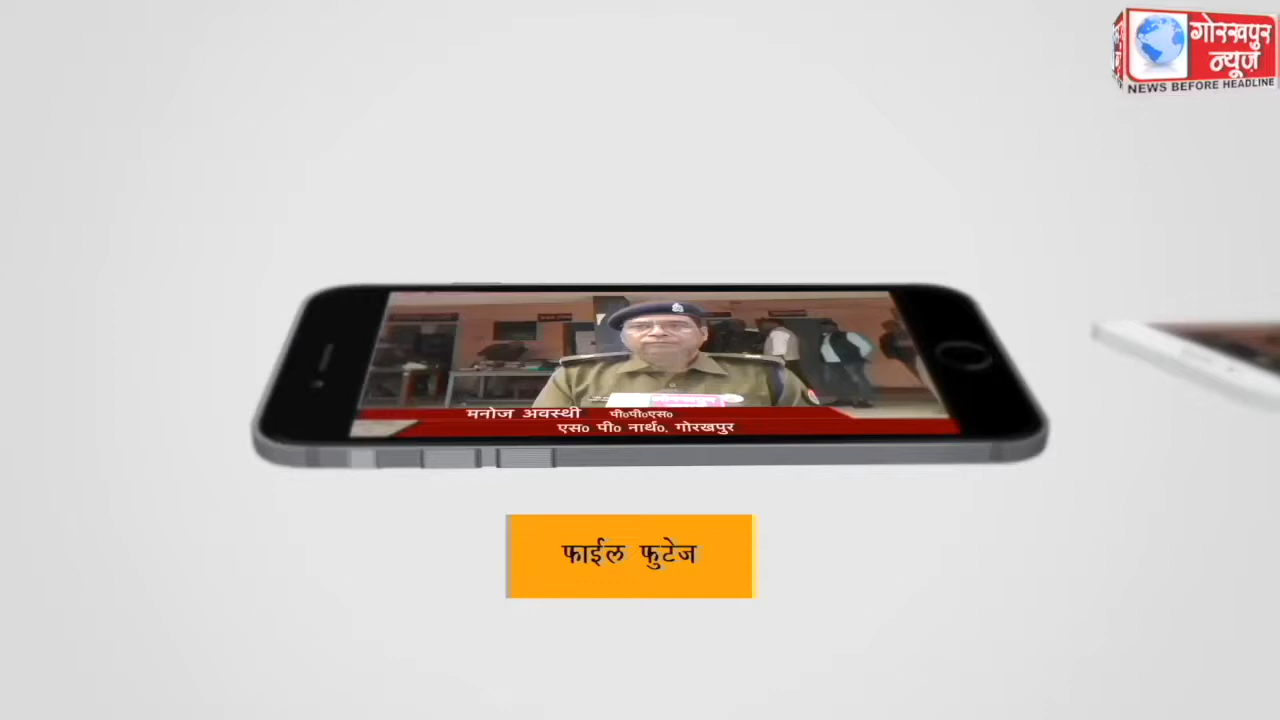 गोरखपुर
न्यूज़
NEWS BEFORE HEADLINE
मनोज अवस्थी पी०पी०एस०
एस० पी० नार्थ०, गोरखपुर
फाईल फुटेज